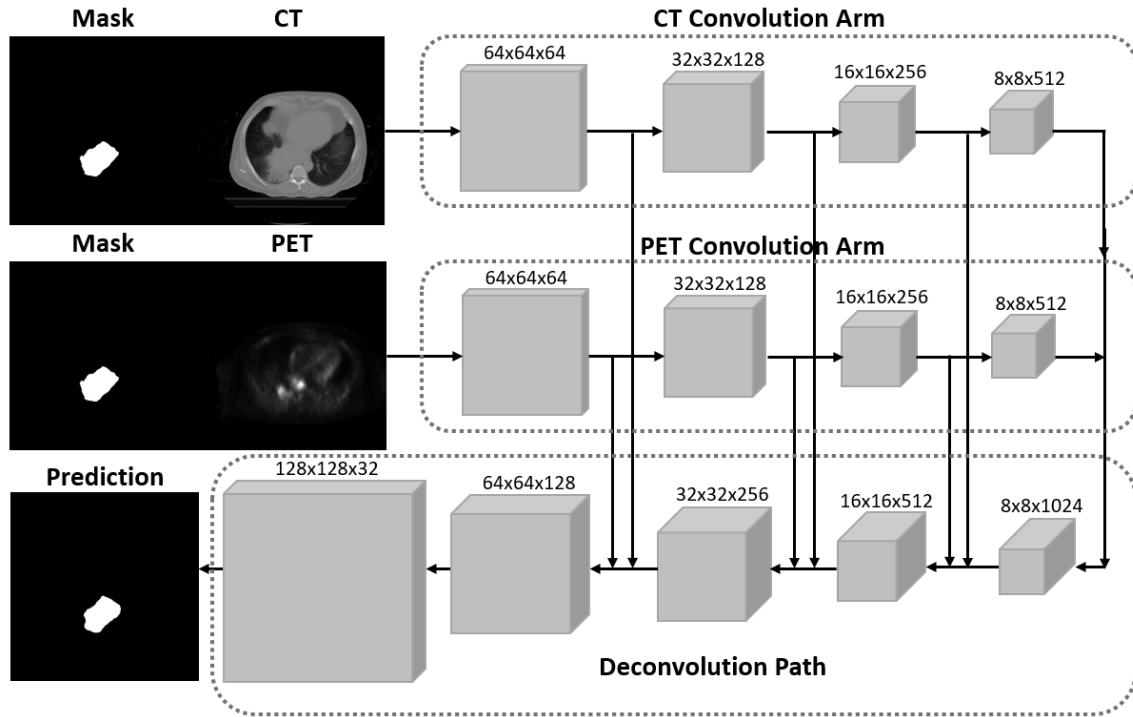 Mask CT CT Convolution Arm
64x64x64 32x32x128 16x16x256 8x8x512
Mask PET PET Convolution Arm
64x64x64 32x32x128 16x16x256 8x8x512
Prediction 128x128x32 64x64x128 32x32x256 16x16x512 8x8x1024
Deconvolution Path